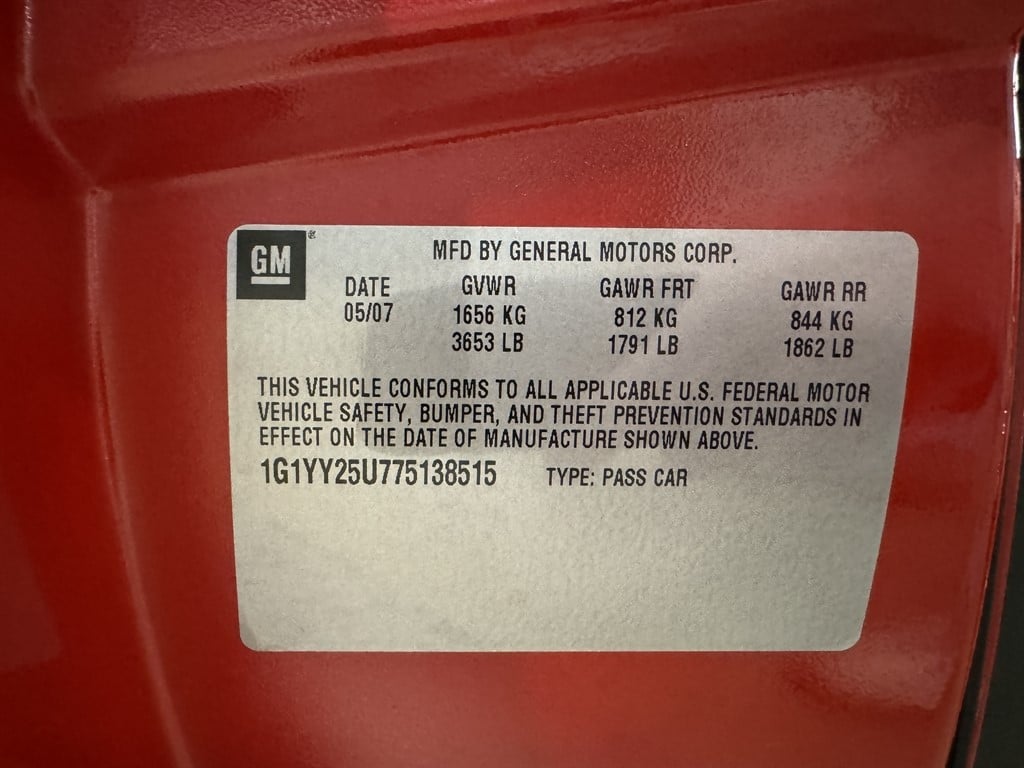 GM®
MFD BY GENERAL MOTORS CORP.
DATE GVWR GAWR FRT GAWR RR
05/07 1656 KG 812 KG 844 KG
3653 LB 1791 LB 1862 LB
THIS VEHICLE CONFORMS TO ALL APPLICABLE U.S. FEDERAL MOTOR
VEHICLE SAFETY, BUMPER, AND THEFT PREVENTION STANDARDS IN
EFFECT ON THE DATE OF MANUFACTURE SHOWN ABOVE.
1G1YY25U775138515 TYPE: PASS CAR